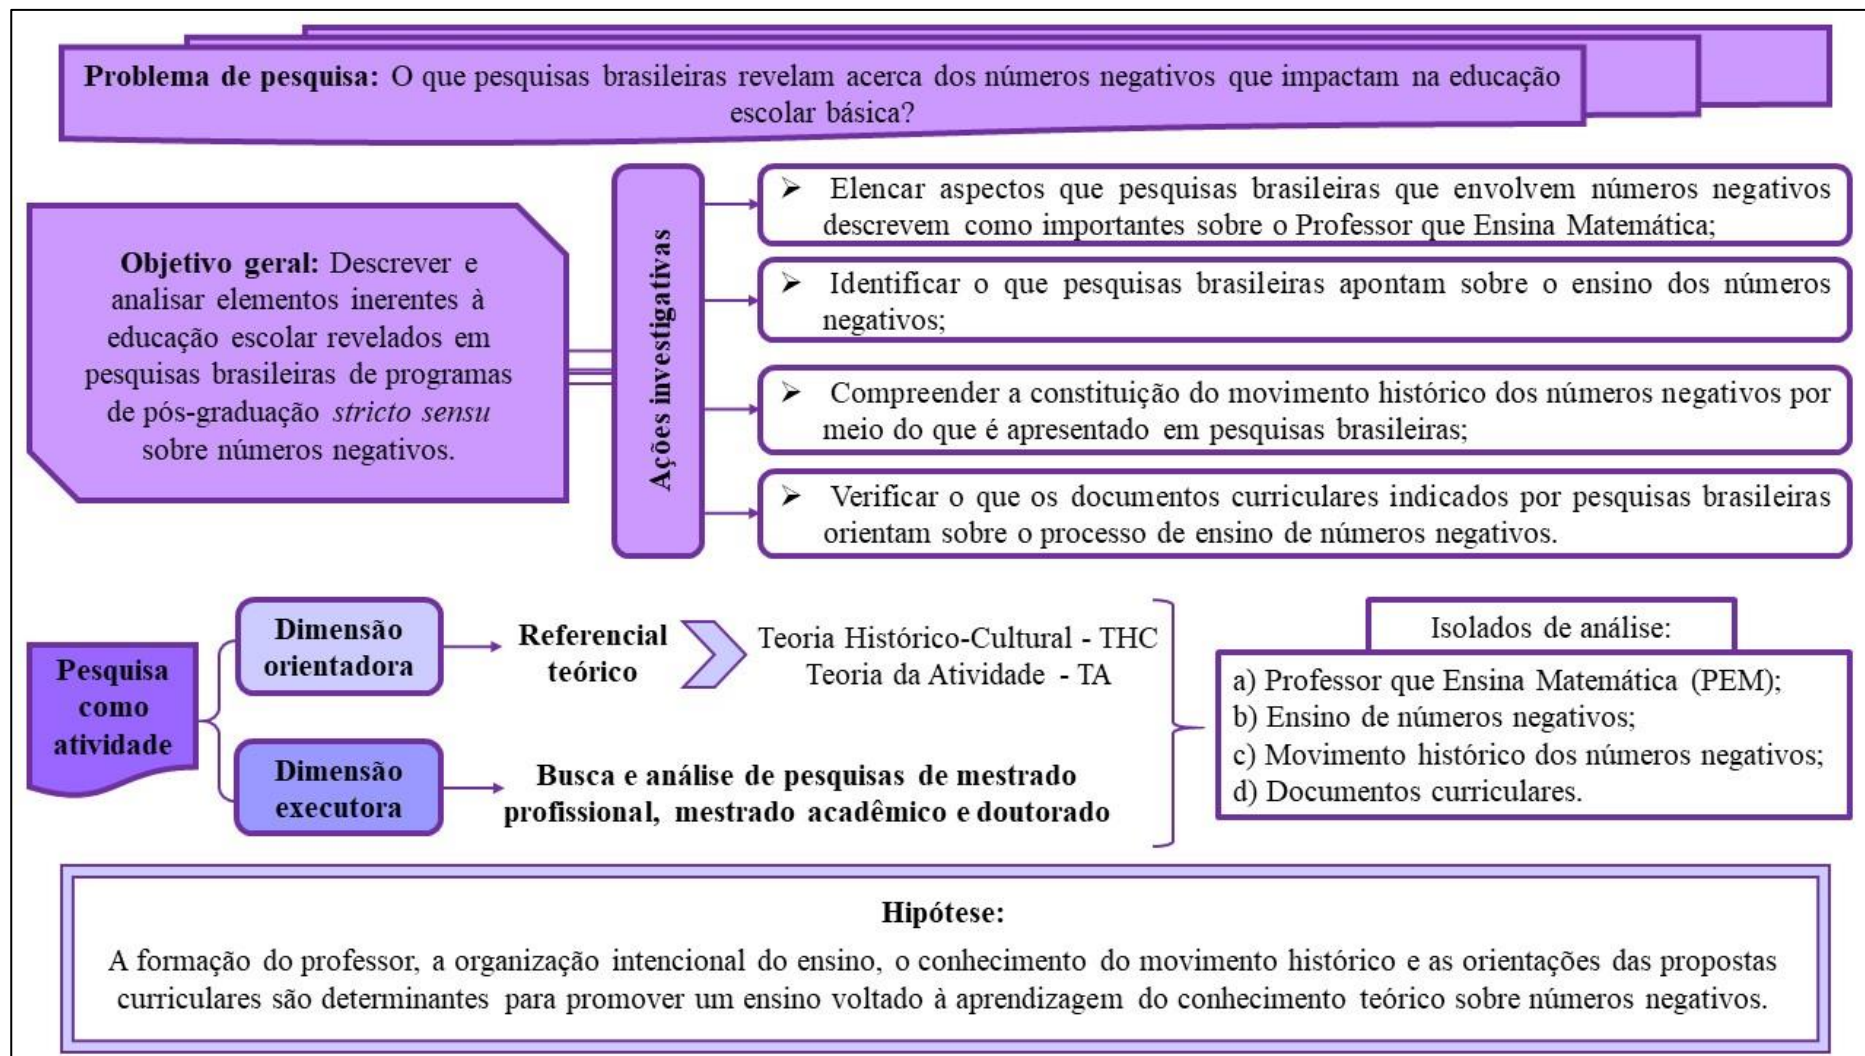 Problema de pesquisa: O que pesquisas brasileiras revelam acerca dos números negativos que impactam na educação
escolar básica?
Objetivo geral: Descrever e
analisar elementos inerentes à
educação escolar revelados em
pesquisas brasileiras de programas
de pós-graduação stricto sensu
sobre números negativos.
Ações investigativas
➢ Elencar aspectos que pesquisas brasileiras que envolvem números negativos
descrevem como importantes sobre o Professor que Ensina Matemática;
➢ Identificar o que pesquisas brasileiras apontam sobre o ensino dos números
negativos;
➢ Compreender a constituição do movimento histórico dos números negativos por
meio do que é apresentado em pesquisas brasileiras;
➢ Verificar o que os documentos curriculares indicados por pesquisas brasileiras
orientam sobre o processo de ensino de números negativos.
Pesquisa
como
atividade
Dimensão
orientadora
Referencial
teórico
Teoria Histórico-Cultural - THC
Teoria da Atividade - TA
Dimensão
executora
Busca e análise de pesquisas de mestrado
profissional, mestrado acadêmico e doutorado
Isolados de análise:
a) Professor que Ensina Matemática (PEM);
b) Ensino de números negativos;
c) Movimento histórico dos números negativos;
d) Documentos curriculares.
Hipótese:
A formação do professor, a organização intencional do ensino, o conhecimento do movimento histórico e as orientações das propostas
curriculares são determinantes para promover um ensino voltado à aprendizagem do conhecimento teórico sobre números negativos.